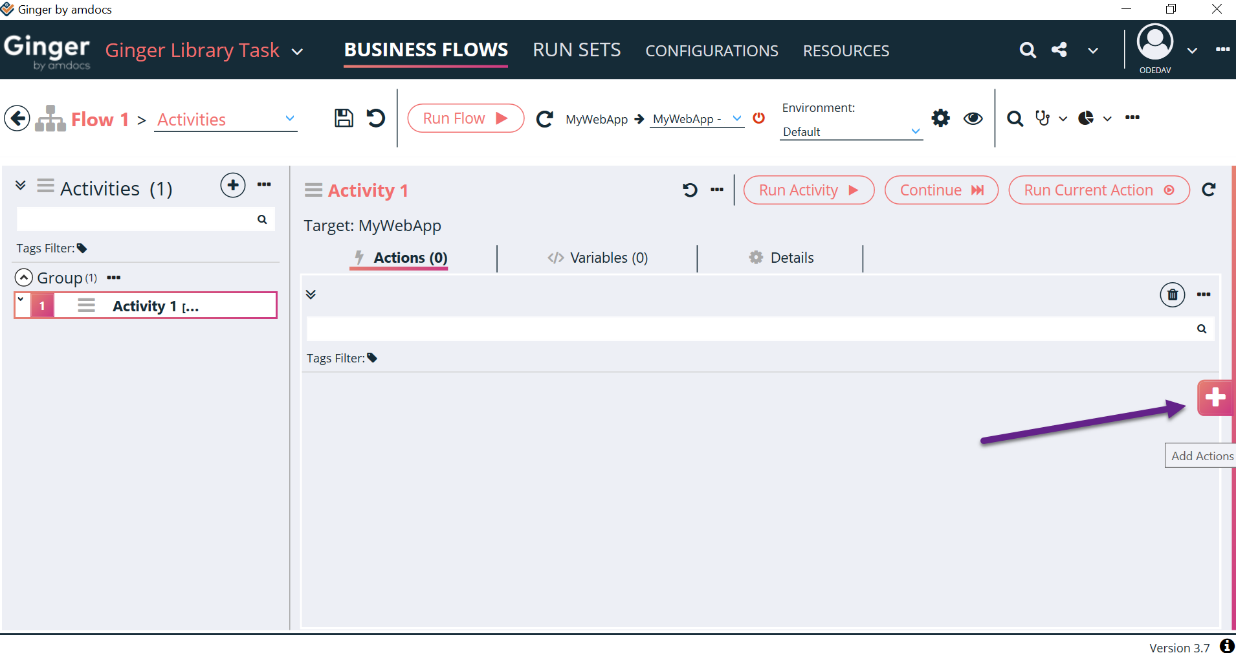 Ginger by amdocs
Ginger by amdocs Ginger Library Task BUSINESS FLOWS RUN SETS CONFIGURATIONS RESOURCES
ODEDAV
Flow 1 > Activities Run Flow MyWebApp MyWebApp - Environment:
Default
Activities (1)
Tags Filter:
Group (1)
1 Activity 1 [...
Activity 1 Run Activity Continue Run Current Action
Target: MyWebApp
Actions (0) Variables (0) Details
Tags Filter:
Add Actions
Version 3.7